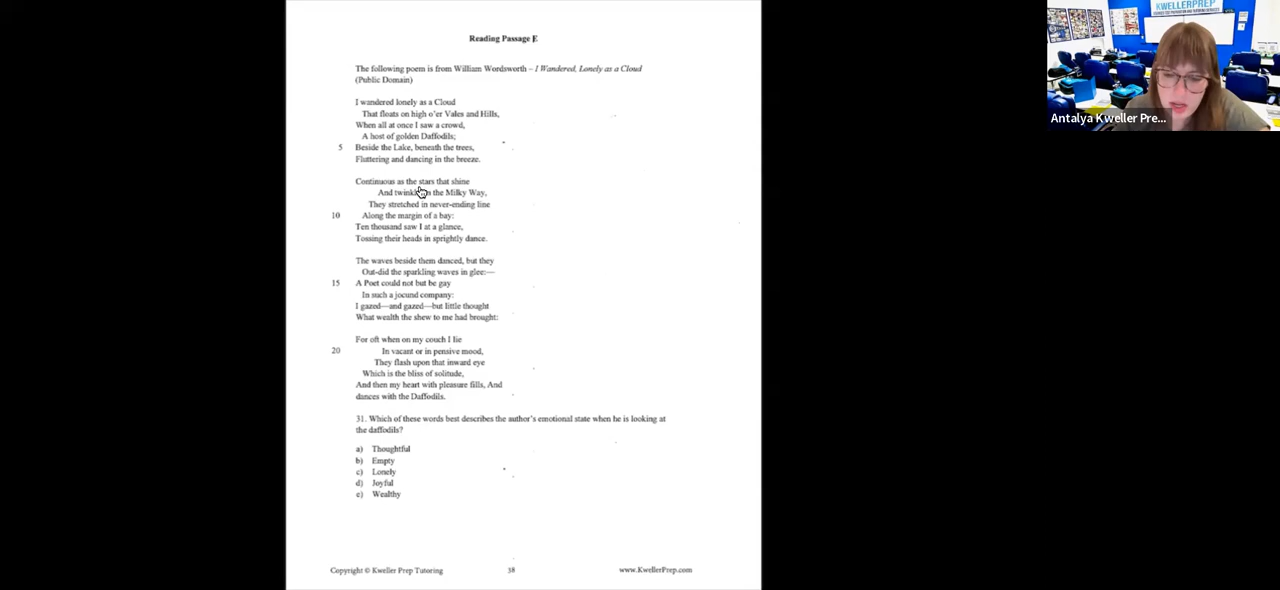 Reading Passage E
The following poem is from William Wordsworth – I Wandered, Lonely as a Cloud
(Public Domain)
I wandered lonely as a Cloud
That floats on high o'er Vales and Hills,
When all at once I saw a crowd,
A host of golden Daffodils;
5 Beside the Lake, beneath the trees,
Fluttering and dancing in the breeze.
Continuous as the stars that shine
And twinkle on the Milky Way,
They stretched in never-ending line
10 Along the margin of a bay:
Ten thousand saw I at a glance,
Tossing their heads in sprightly dance.
The waves beside them danced, but they
Out-did the sparkling waves in glee:—
15 A Poet could not but be gay
In such a jocund company:
I gazed—and gazed—but little thought
What wealth the shew to me had brought:
For oft when on my couch I lie
20 In vacant or in pensive mood,
They flash upon that inward eye
Which is the bliss of solitude,
And then my heart with pleasure fills, And
dances with the Daffodils.
31. Which of these words best describes the author's emotional state when he is looking at
the daffodils?
a) Thoughtful
b) Empty
c) Lonely
d) Joyful
e) Wealthy
Copyright © Kweller Prep Tutoring 38 www.KwellerPrep.com
KWELLERPREP
Antalya Kweller Pre...